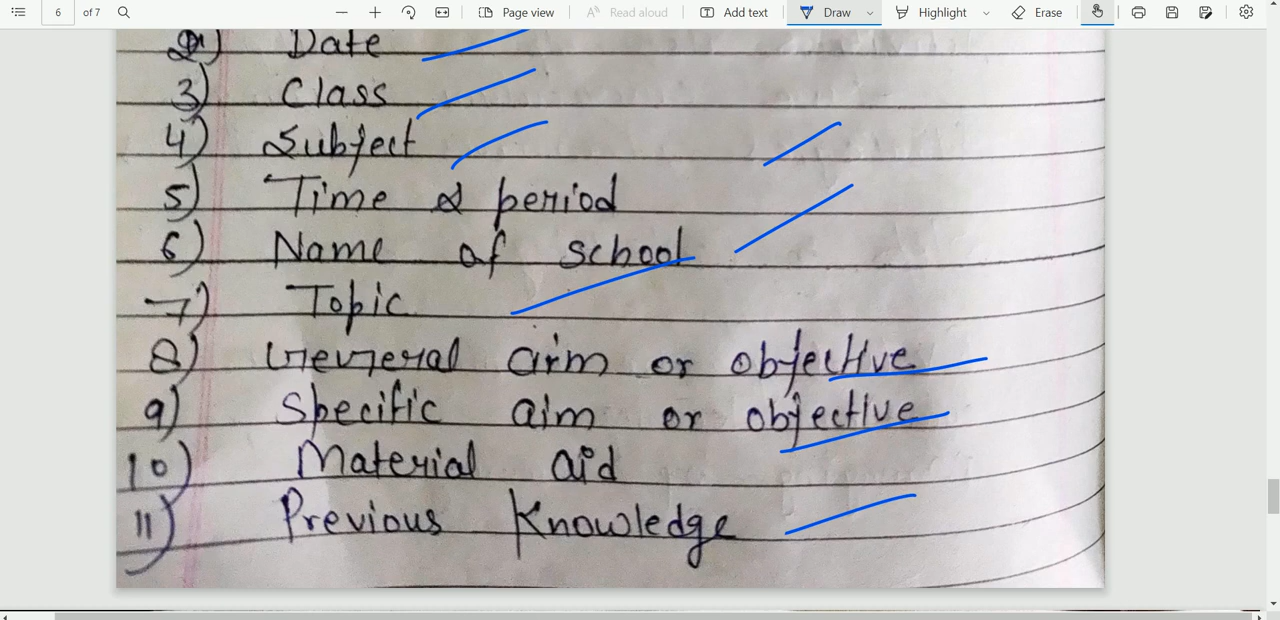 6 of 7 Page view Read aloud Add text Draw Highlight Erase
2) Date
3) Class
4) Subject
5) Time & period
6) Name of school
7) Topic
8) General aim or objective
9) Specific aim or objective
10) Material aid
11) Previous Knowledge